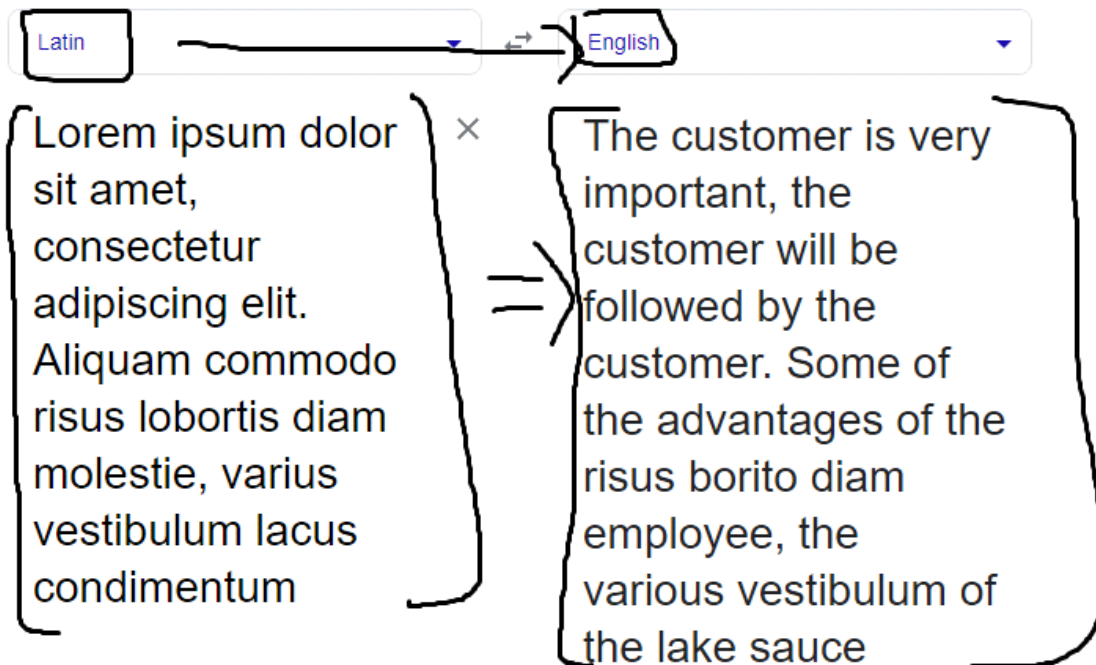 Latin
English
Lorem ipsum dolor
sit amet,
consectetur
adipiscing elit.
Aliquam commodo
risus lobortis diam
molestie, varius
vestibulum lacus
condimentum
The customer is very
important, the
customer will be
followed by the
customer. Some of
the advantages of the
risus borito diam
employee, the
various vestibulum of
the lake sauce